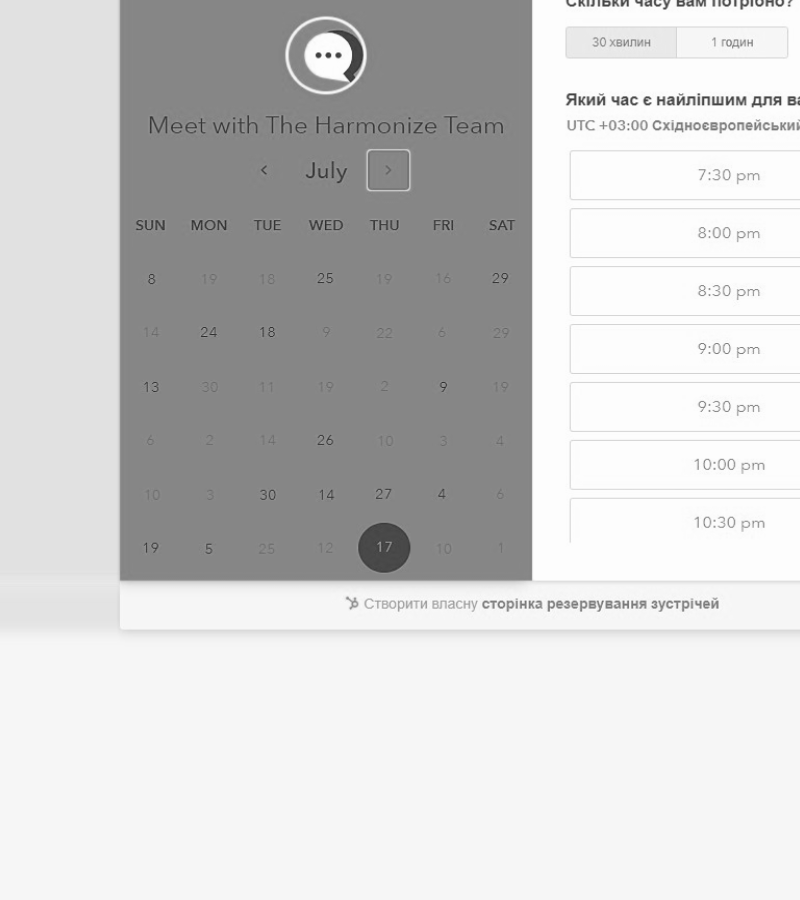 Скільки часу вам потрібно?
30 хвилин 1 годин
Meet with The Harmonize Team
July
SUN MON TUE WED THU FRI SAT
8 19 18 25 19 16 29
14 24 18 9 22 6 29
13 30 11 19 2 9 19
6 2 14 26 10 3 4
10 3 30 14 27 4 6
19 5 25 12 17 10 1
Який час є найліпшим для
UTC +03:00 Східноєвропейський
7:30 pm
8:00 pm
8:30 pm
9:00 pm
9:30 pm
10:00 pm
10:30 pm
Створити власну сторінка резервування зустрічей